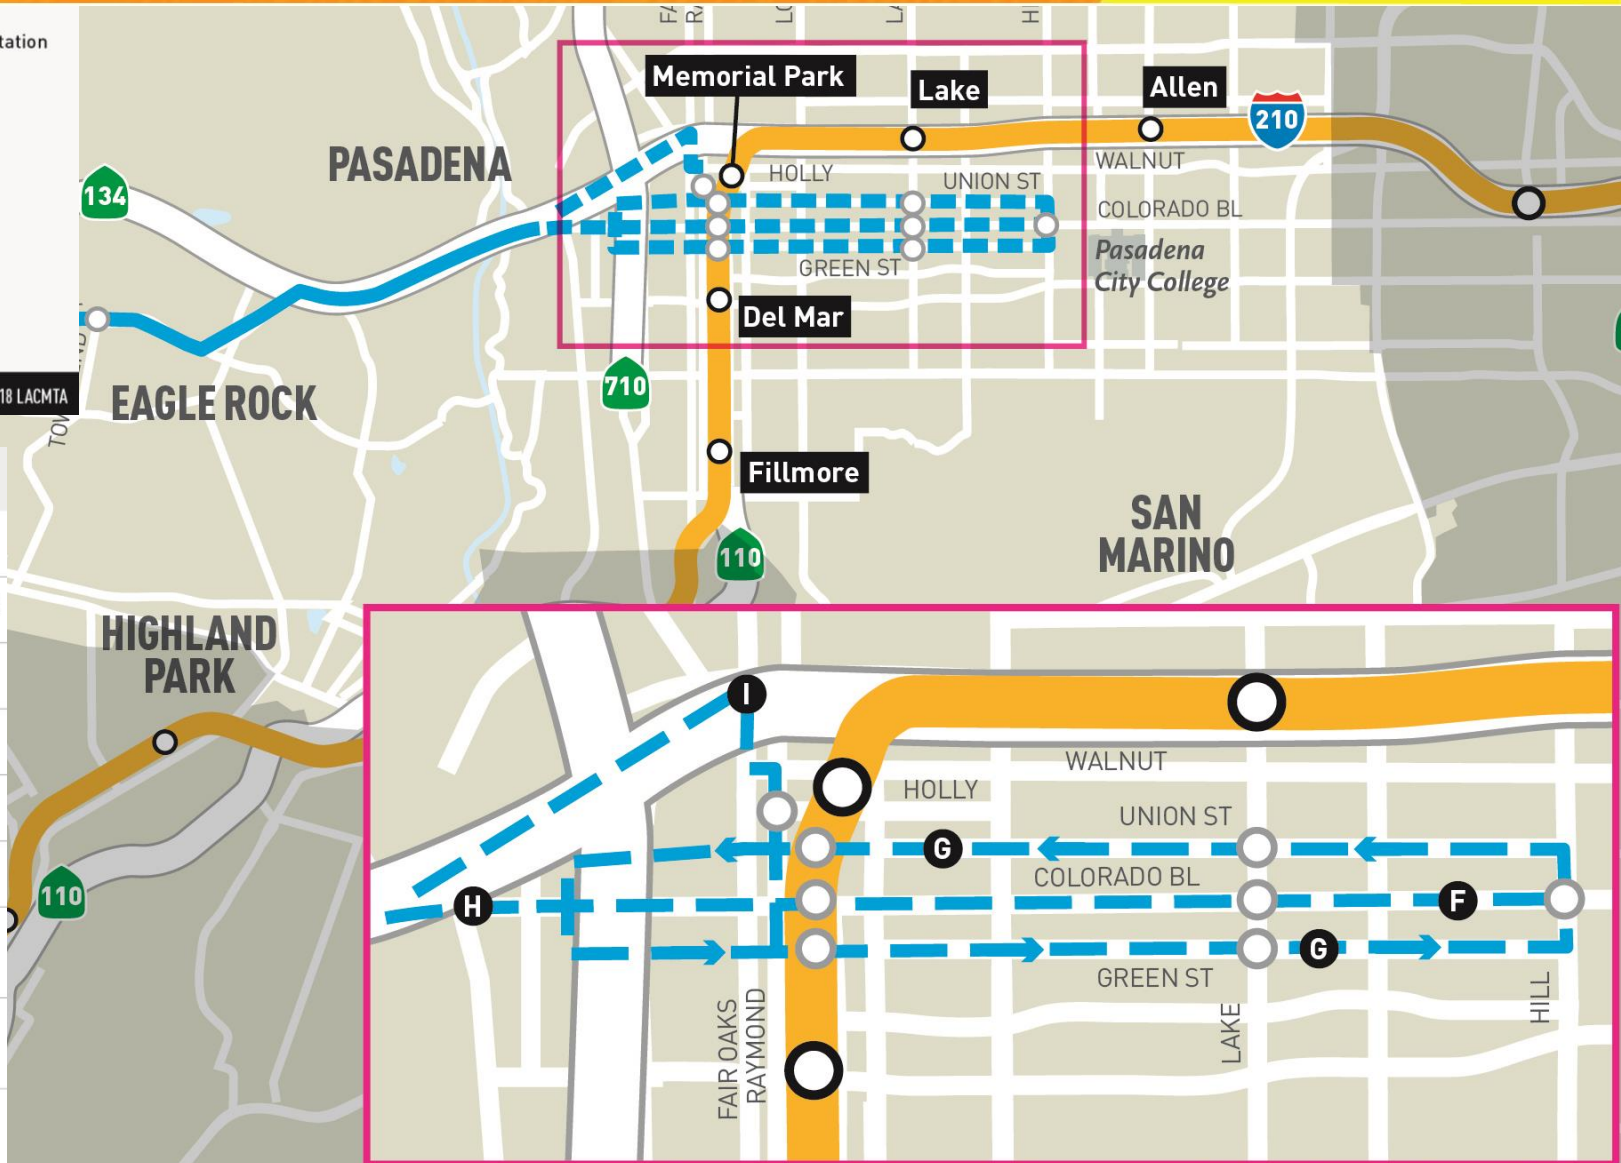 tation
Memorial Park
Lake
Allen
210
PASADENA
134
HOLLY
UNION ST
WALNUT
COLORADO BL
GREEN ST
Pasadena
City College
Del Mar
710
18 LACMTA
EAGLE ROCK
Fillmore
SAN
MARINO
110
HIGHLAND
PARK
I
WALNUT
HOLLY
UNION ST
G
COLORADO BL
H
F
G
GREEN ST
FAIR OAKS
RAYMOND
LAKE
HILL
110